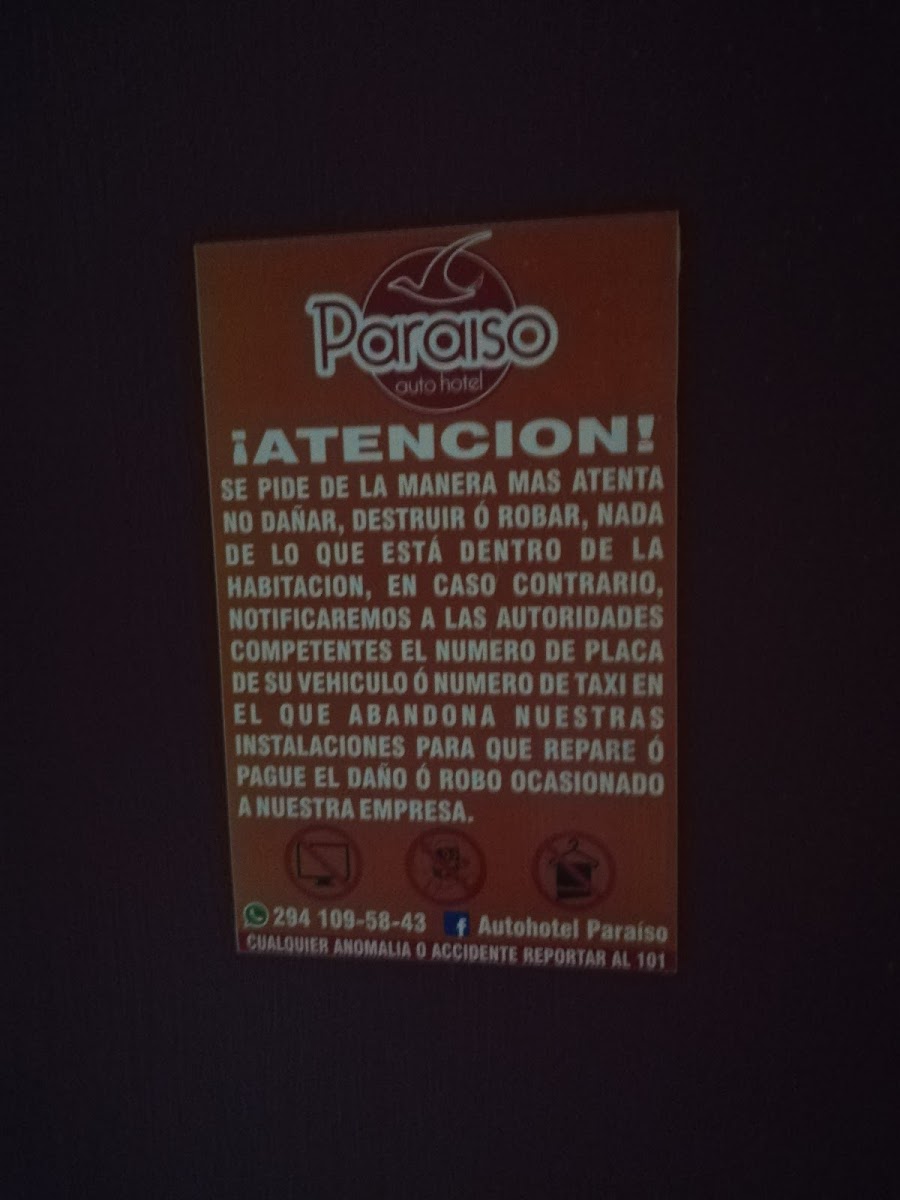 Paraiso
auto hotel
¡ATENCION!
SE PIDE DE LA MANERA MAS ATENTA
NO DAÑAR, DESTRUIR Ó ROBAR, NADA
DE LO QUE ESTÁ DENTRO DE LA
HABITACION, EN CASO CONTRARIO,
NOTIFICAREMOS A LAS AUTORIDADES
COMPETENTES EL NUMERO DE PLACA
DE SU VEHICULO Ó NUMERO DE TAXI EN
EL QUE ABANDONA NUESTRAS
INSTALACIONES PARA QUE REPARE Ó
PAGUE EL DAÑO Ó ROBO OCASIONADO
A NUESTRA EMPRESA.
294 109-58-43 f Autohotel Paraíso
CUALQUIER ANOMALIA O ACCIDENTE REPORTAR AL 101